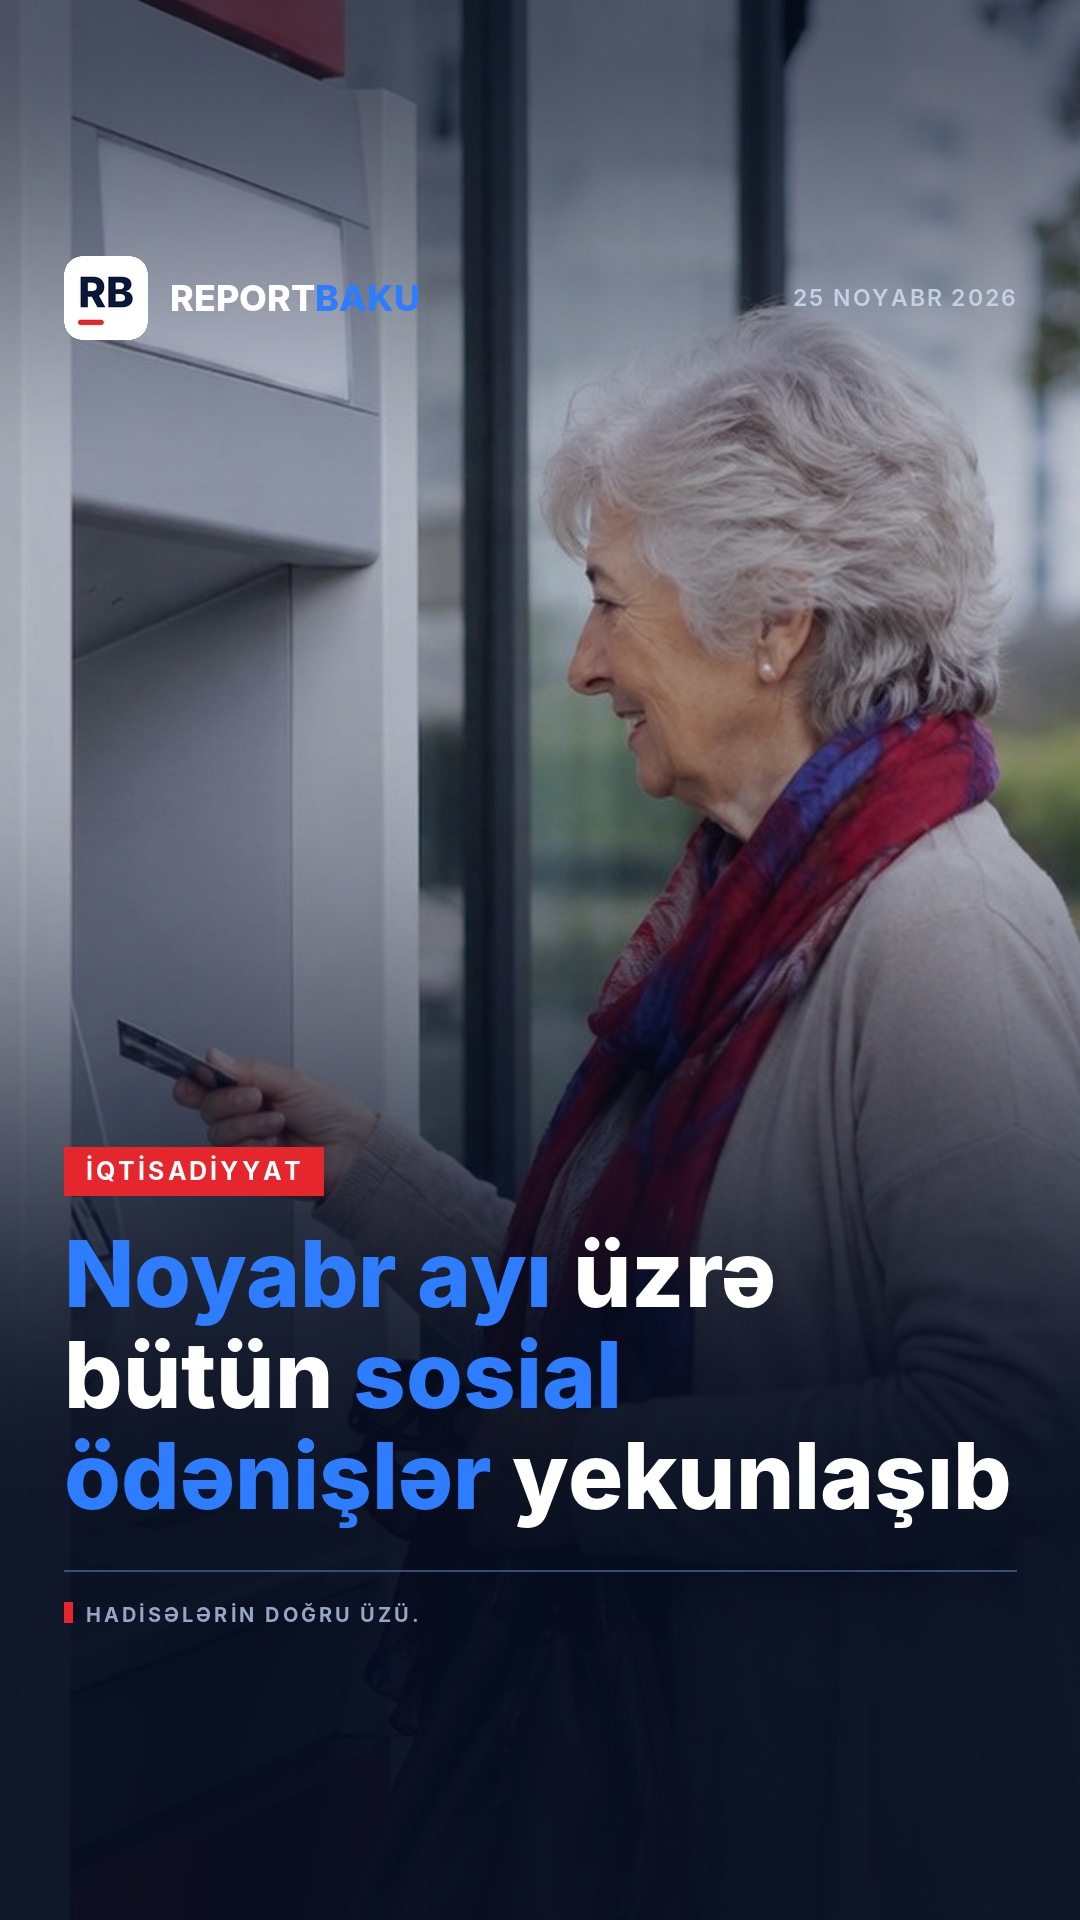 RB
REPORTBAKU
25 NOYABR 2026
İQTİSADİYYAT
Noyabr ayı üzrə
bütün sosial
ödənişlər yekunlaşıb
HADİSƏLƏRİN DOĞRU ÜZÜ.